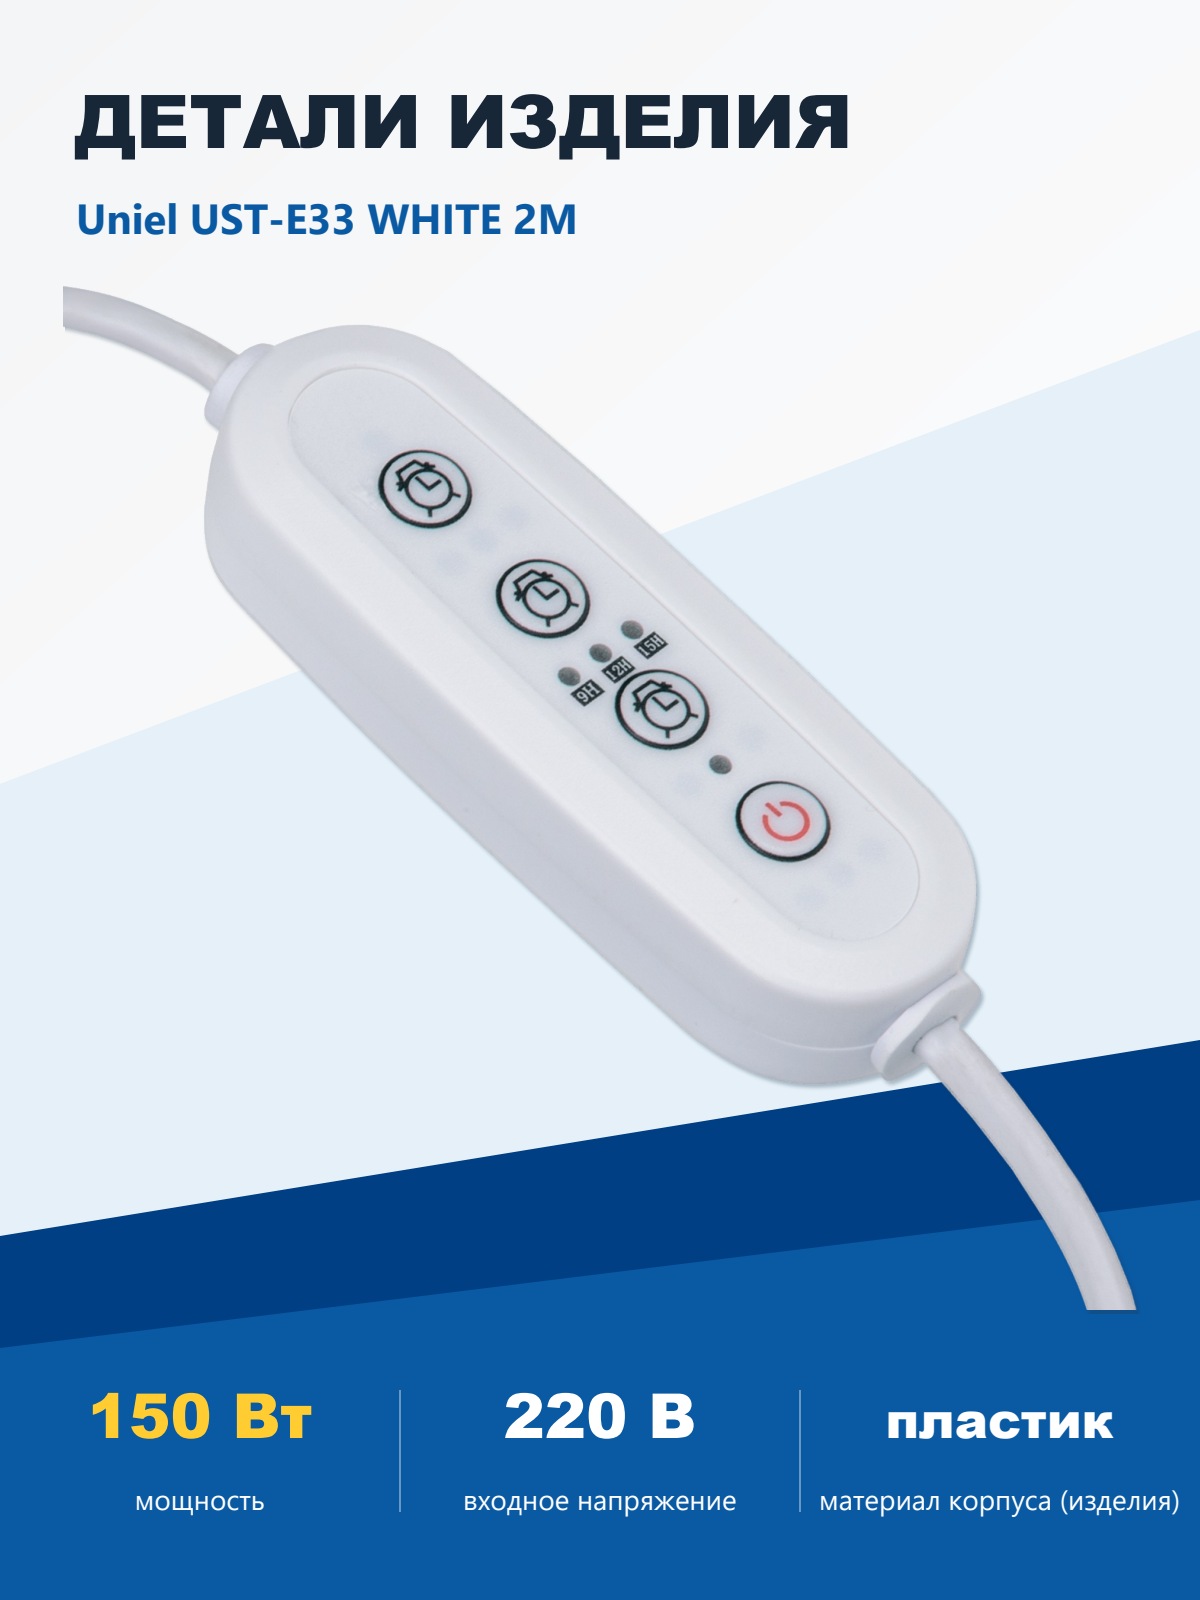 ДЕТАЛИ ИЗДЕЛИЯ
Uniel UST-E33 WHITE 2M
9H 12H 15H
150 Вт
мощность
220 В
входное напряжение
пластик
материал корпуса (изделия)